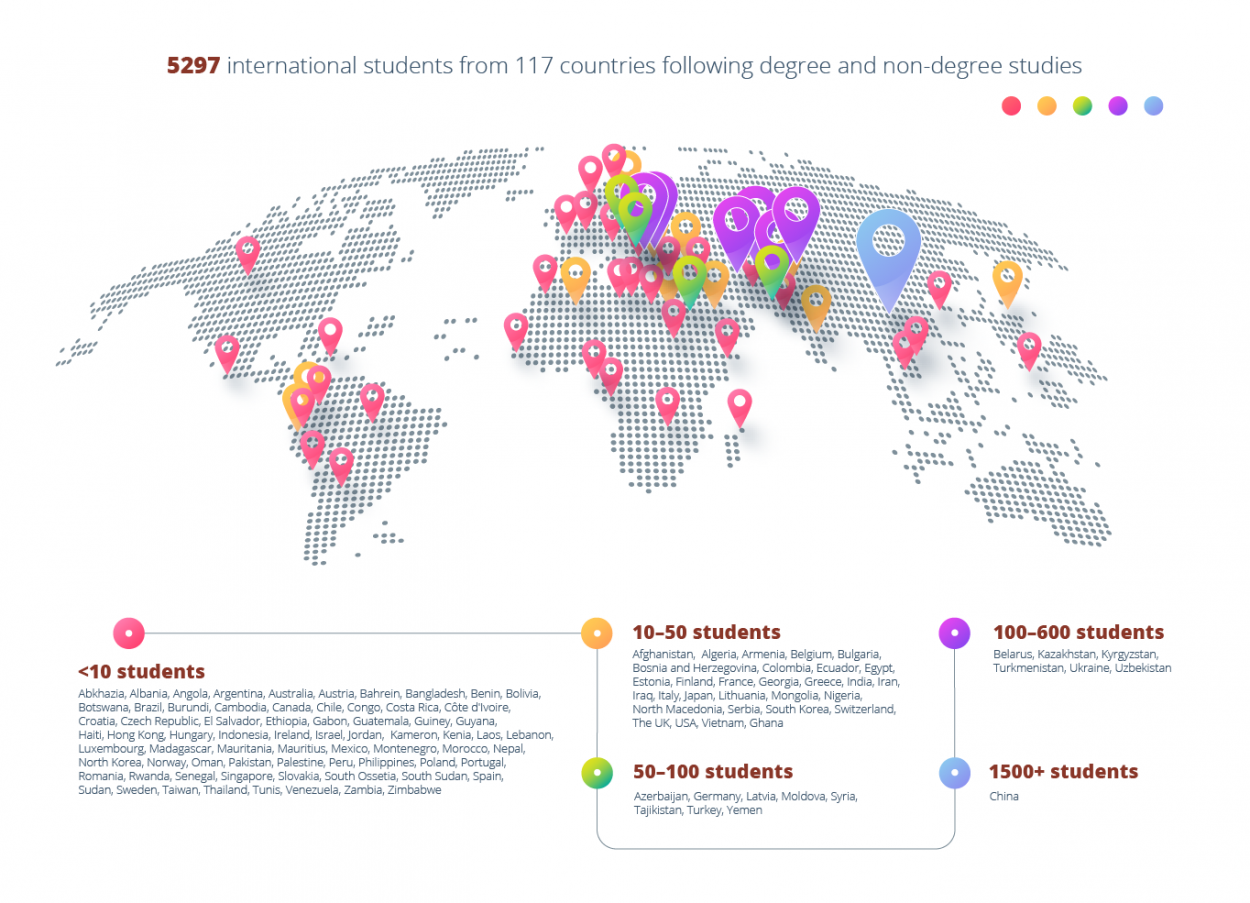 5297 international students from 117 countries following degree and non-degree studies
<10 students
Abkhazia, Albania, Angola, Argentina, Australia, Austria, Bahrein, Bangladesh, Benin, Bolivia,
Botswana, Brazil, Burundi, Cambodia, Canada, Chile, Congo, Costa Rica, Côte d'Ivoire,
Croatia, Czech Republic, El Salvador, Ethiopia, Gabon, Guatemala, Guiney, Guyana,
Haiti, Hong Kong, Hungary, Indonesia, Ireland, Israel, Jordan, Kameron, Kenia, Laos, Lebanon,
Luxembourg, Madagascar, Mauritania, Mauritius, Mexico, Montenegro, Morocco, Nepal,
North Korea, Norway, Oman, Pakistan, Palestine, Peru, Philippines, Poland, Portugal,
Romania, Rwanda, Senegal, Singapore, Slovakia, South Ossetia, South Sudan, Spain,
Sudan, Sweden, Taiwan, Thailand, Tunis, Venezuela, Zambia, Zimbabwe
10–50 students
Afghanistan, Algeria, Armenia, Belgium, Bulgaria,
Bosnia and Herzegovina, Colombia, Ecuador, Egypt,
Estonia, Finland, France, Georgia, Greece, India, Iran,
Iraq, Italy, Japan, Lithuania, Mongolia, Nigeria,
North Macedonia, Serbia, South Korea, Switzerland,
The UK, USA, Vietnam, Ghana
50–100 students
Azerbaijan, Germany, Latvia, Moldova, Syria,
Tajikistan, Turkey, Yemen
100–600 students
Belarus, Kazakhstan, Kyrgyzstan,
Turkmenistan, Ukraine, Uzbekistan
1500+ students
China